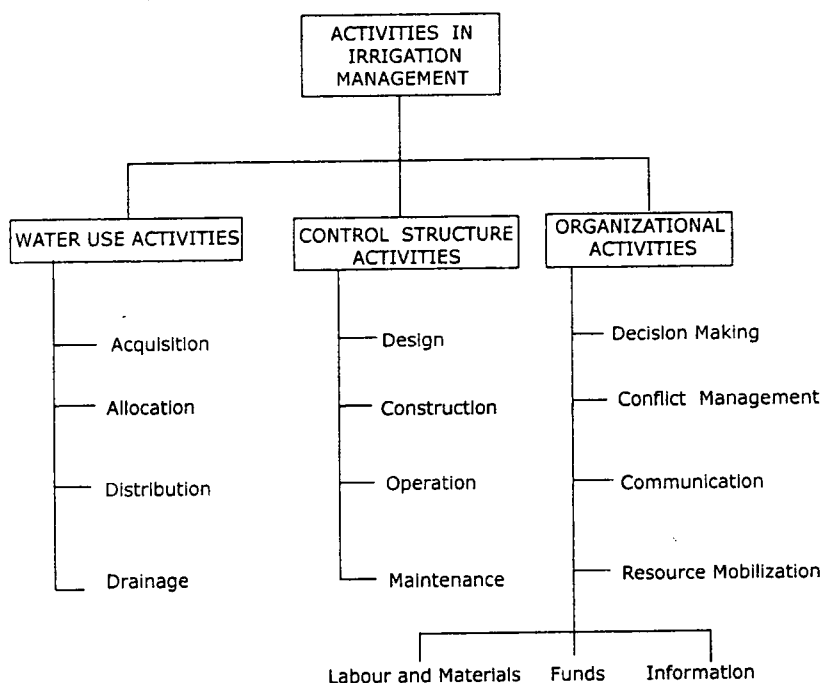 ACTIVITIES IN
IRRIGATION
MANAGEMENT
WATER USE ACTIVITIES
Acquisition
Allocation
Distribution
Drainage
CONTROL STRUCTURE
ACTIVITIES
Design
Construction
Operation
Maintenance
ORGANIZATIONAL
ACTIVITIES
Decision Making
Conflict Management
Communication
Resource Mobilization
Labour and Materials
Funds
Information